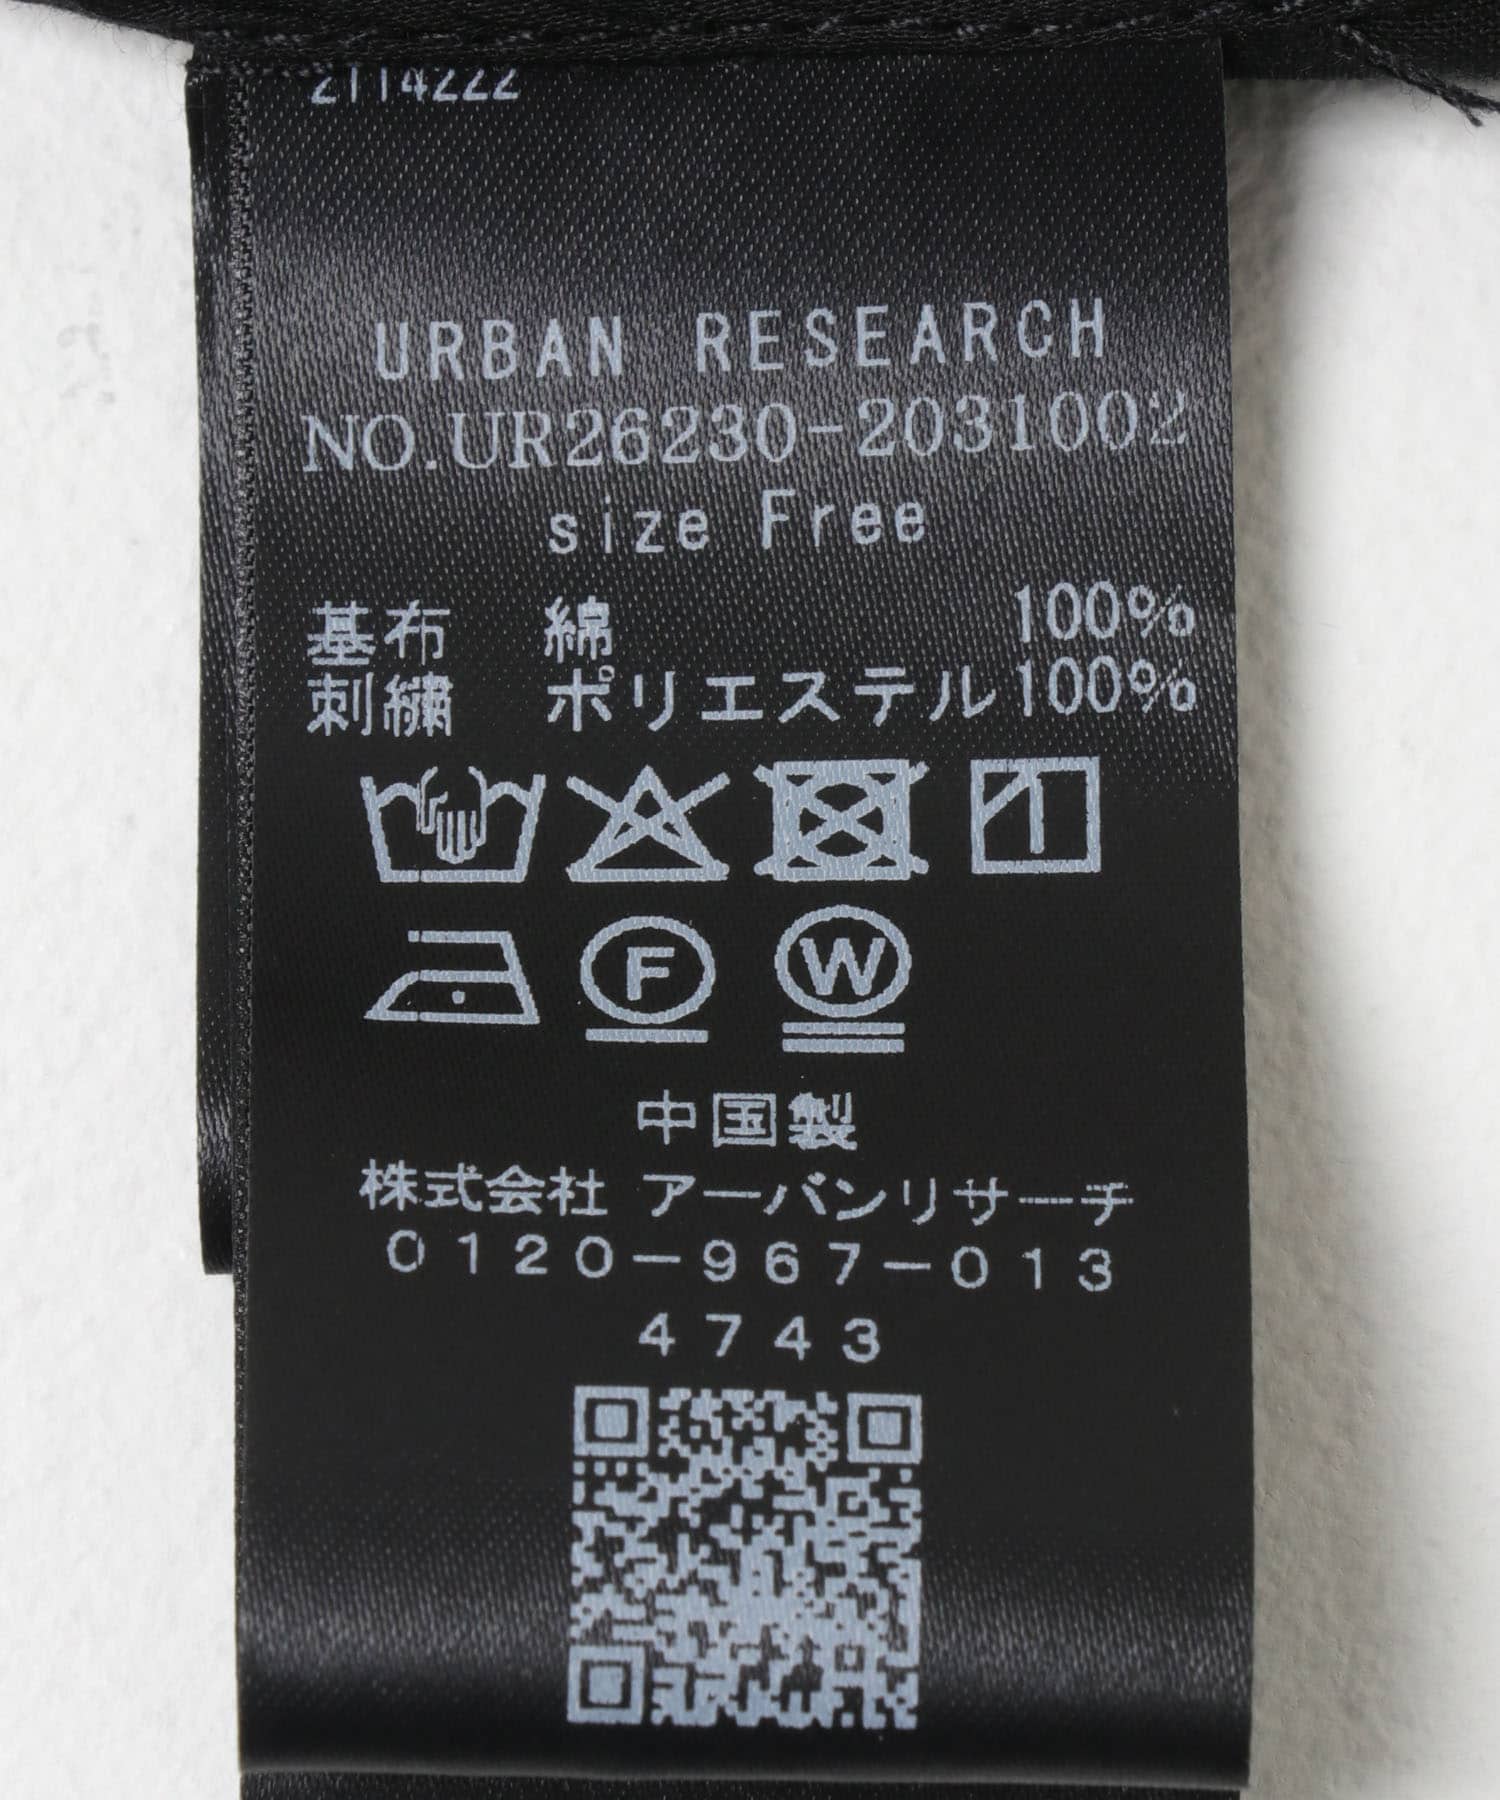 2114222
URBAN RESEARCH
NO.UR26230-2031002
size Free
基布 綿 100%
刺繍 ポリエステル100%
F W
中国製
株式会社 アーバンリサーチ
0120-967-013
4743